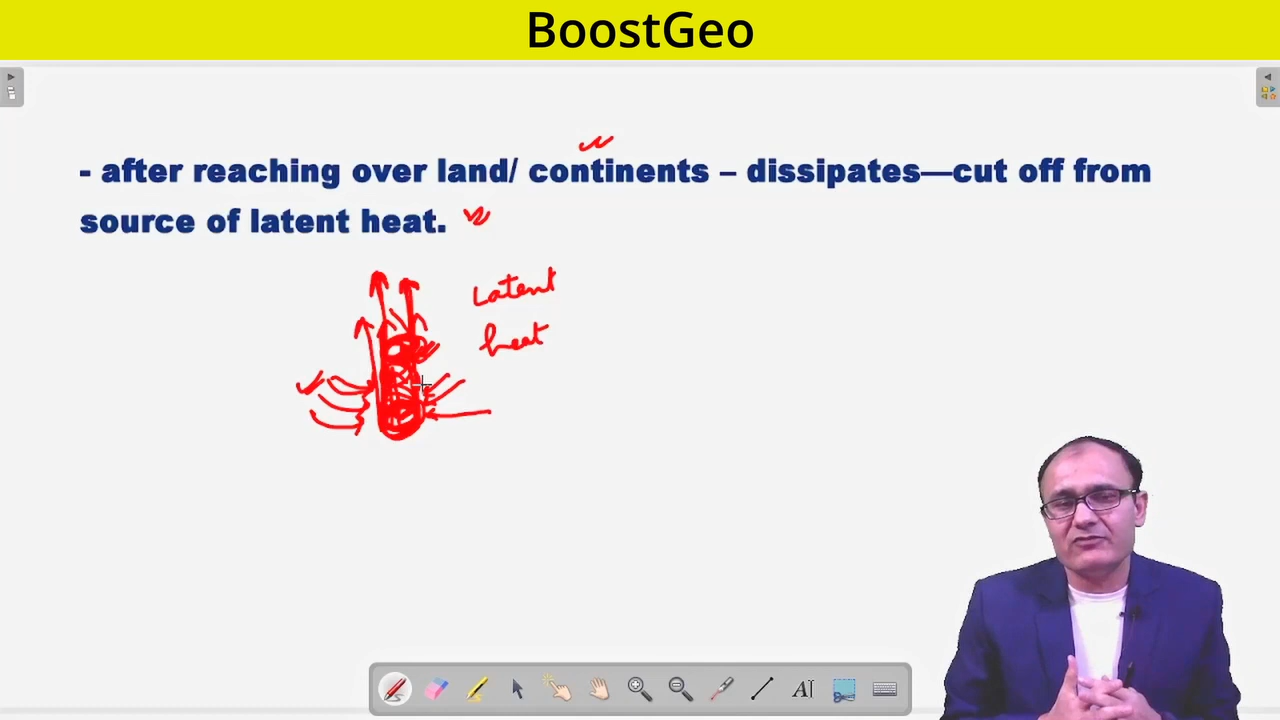 BoostGeo
- after reaching over land/ continents – dissipates—cut off from
source of latent heat.
Latent
heat